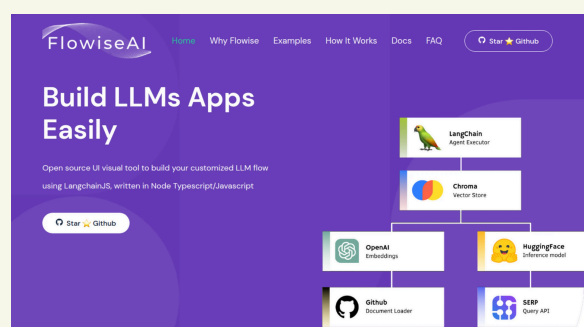 FlowiseAI
Home Why Flowise Examples How It Works Docs FAQ Star ⭐ Github
Build LLMs Apps
Easily
Open source UI visual tool to build your customized LLM flow
using LangchainJS, written in Node Typescript/Javascript
Star ⭐ Github
LangChain
Agent Executor
Chroma
Vector Store
OpenAI
Embeddings
HuggingFace
Inference model
Github
Document Loader
SERP
Query API